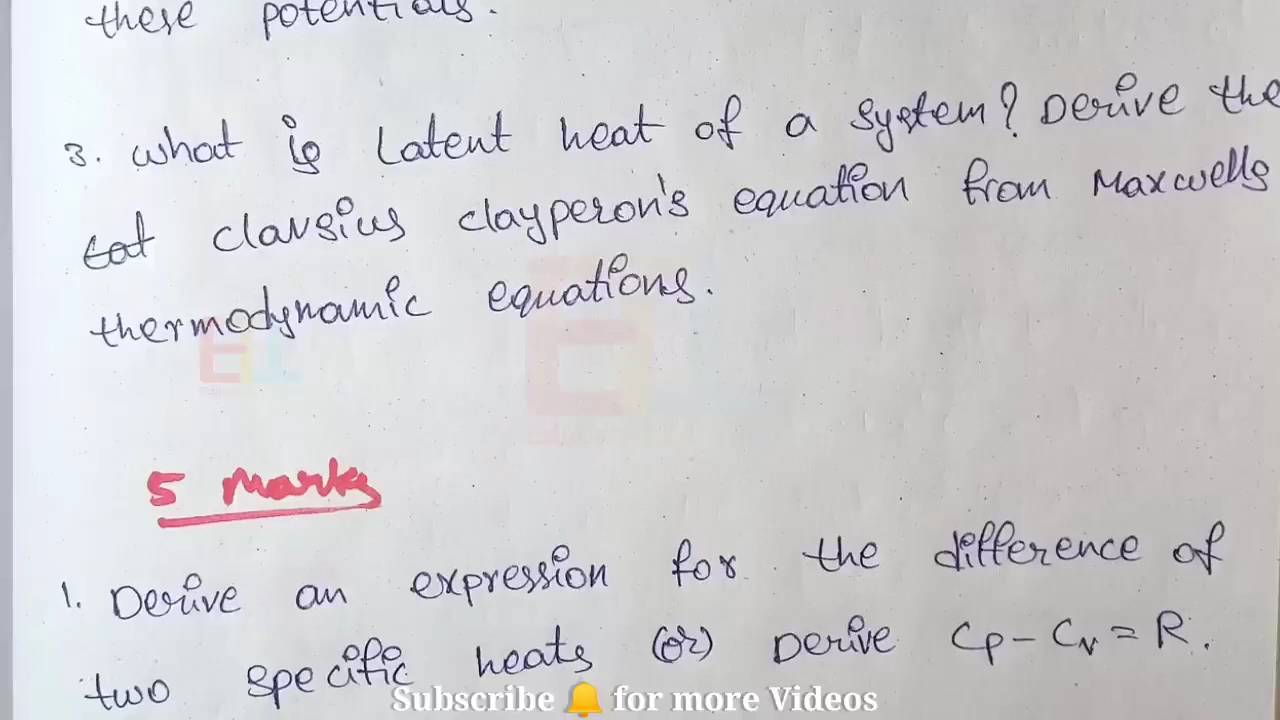 these potentials.
3. What is Latent heat of a system? Derive the
eat clausius clayperon's equation from Maxwells
thermodynamic equations.
5 Marks
1. Derive an expression for the difference of
two specific heats (or) Derive Cp - Cv = R.
Subscribe 🔔 for more Videos